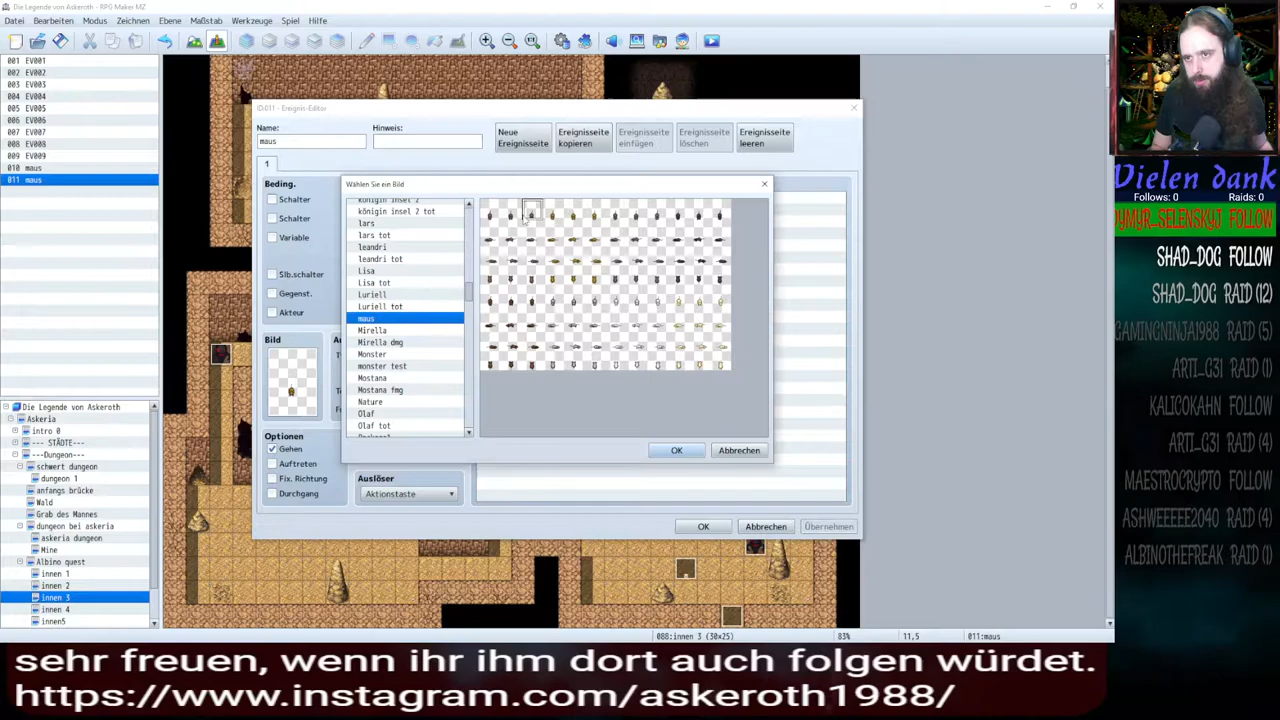 Die Legende von Askeroth - RPG Maker MZ
Datei Bearbeiten Modus Zeichnen Ebene Maßstab Werkzeuge Spiel Hilfe
001 EV001
002 EV002
003 EV003
004 EV004
005 EV005
006 EV006
007 EV007
008 EV008
009 EV009
010 maus
011 maus
ID:011 - Ereignis-Editor
Name:
Hinweis:
maus
Neue Ereignisseite
Ereignisseite kopieren
Ereignisseite einfügen
Ereignisseite löschen
Ereignisseite leeren
1
Beding.
Schalter
Schalter
Variable
Slb.schalter
Gegenst.
Akteur
Bild
Optionen
Gehen
Auftreten
Fix. Richtung
Durchgang
Auslöser
Aktionstaste
OK
Abbrechen
Übernehmen
Wählen Sie ein Bild
königin insel 2
königin insel 2 tot
lars
lars tot
leandri
leandri tot
Lisa
Lisa tot
Luriell
Luriell tot
maus
Mirella
Mirella dmg
Monster
monster test
Mostana
Mostana fmg
Nature
Olaf
Olaf tot
OK
Abbrechen
Die Legende von Askeroth
Askeria
intro 0
--- STÄDTE---
---Dungeon---
schwert dungeon
dungeon 1
anfangs brücke
Wald
Grab des Mannes
dungeon bei askeria
askeria dungeon
Mine
Albino quest
innen 1
innen 2
innen 3
innen 4
innen5
088:innen 3 (30x25)
83%
11,5
011:maus
Vielen dank
Follows: 0 Raids: 0
DYMYR_SELENSKYJ FOLLOW
SHAD_DOG FOLLOW
SHAD_DOG RAID (12)
GAMINGNINJA1988 RAID (5)
ARTI_G31 RAID (4)
KALICOKAHN FOLLOW
ARTI_G31 RAID (4)
MAESTROCYPTO FOLLOW
ASHWEEEEE2040 RAID (4)
ALBINOTHEFREAK RAID (1)
sehr freuen, wenn ihr ihm dort auch folgen würdet.
https://www.instagram.com/askeroth1988/